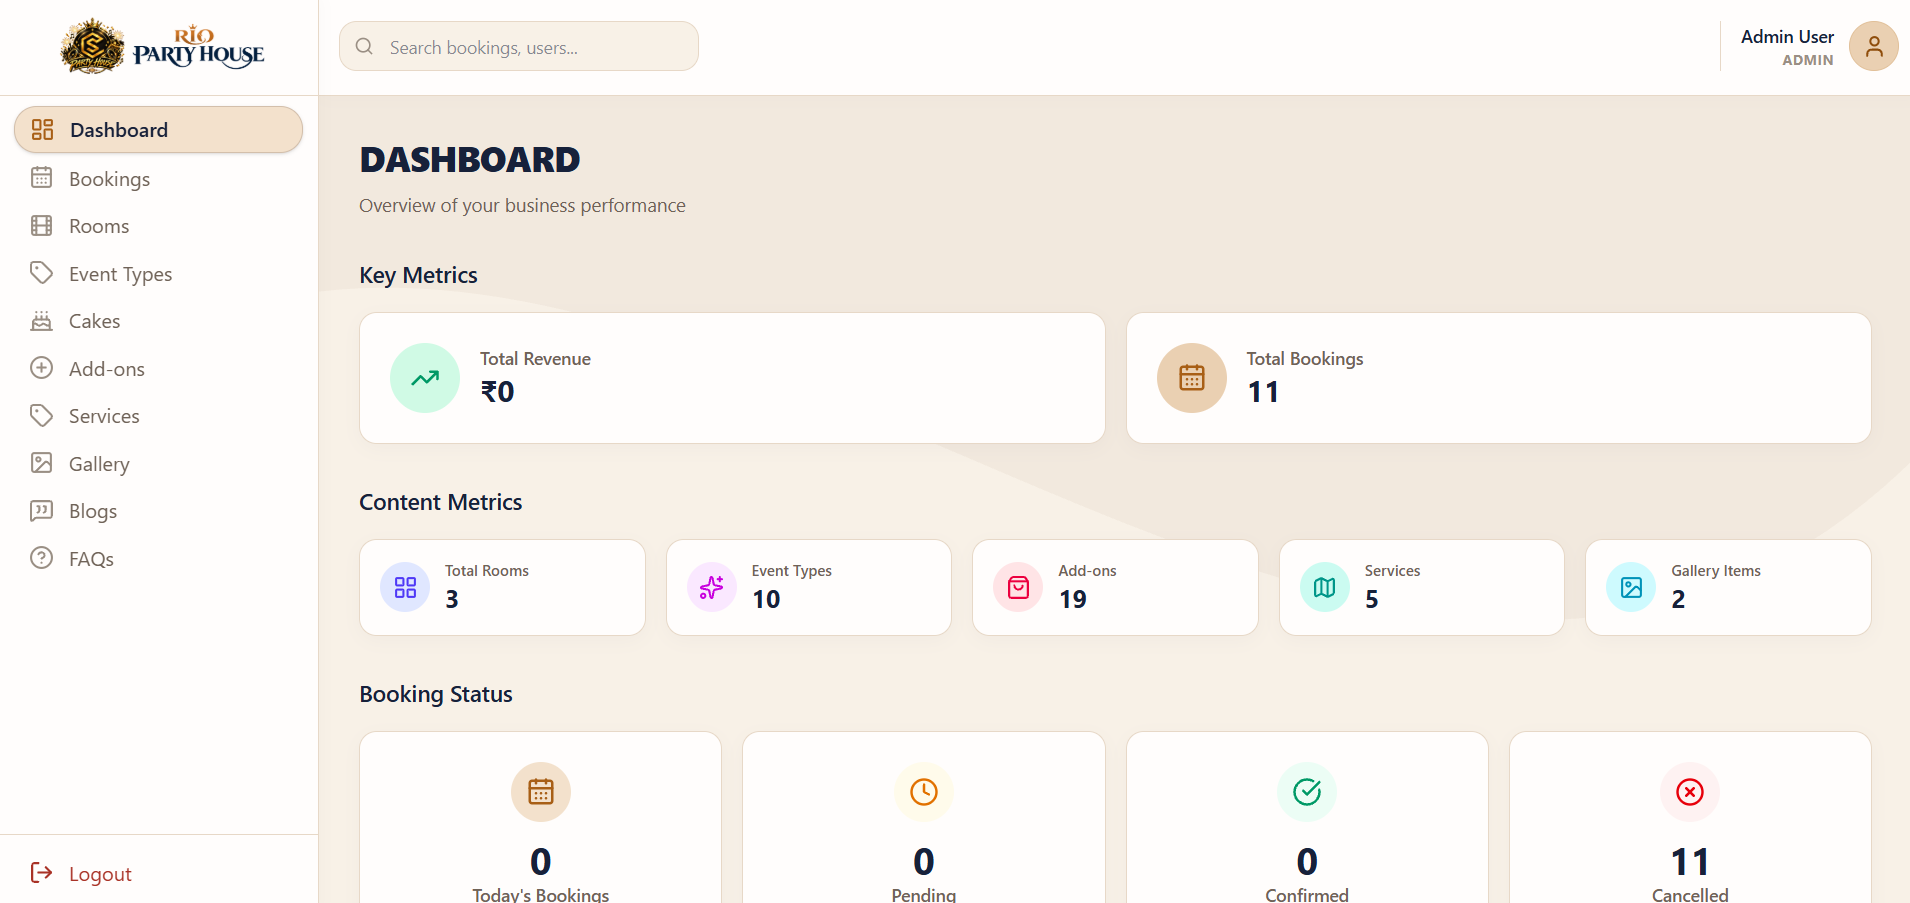 RIO
PARTY HOUSE
PARTY HOUSE
Search bookings, users...
Admin User
ADMIN
Dashboard
Bookings
Rooms
Event Types
Cakes
Add-ons
Services
Gallery
Blogs
FAQs
Logout
DASHBOARD
Overview of your business performance
Key Metrics
Total Revenue
₹0
Total Bookings
11
Content Metrics
Total Rooms
3
Event Types
10
Add-ons
19
Services
5
Gallery Items
2
Booking Status
0
Today's Bookings
0
Pending
0
Confirmed
11
Cancelled